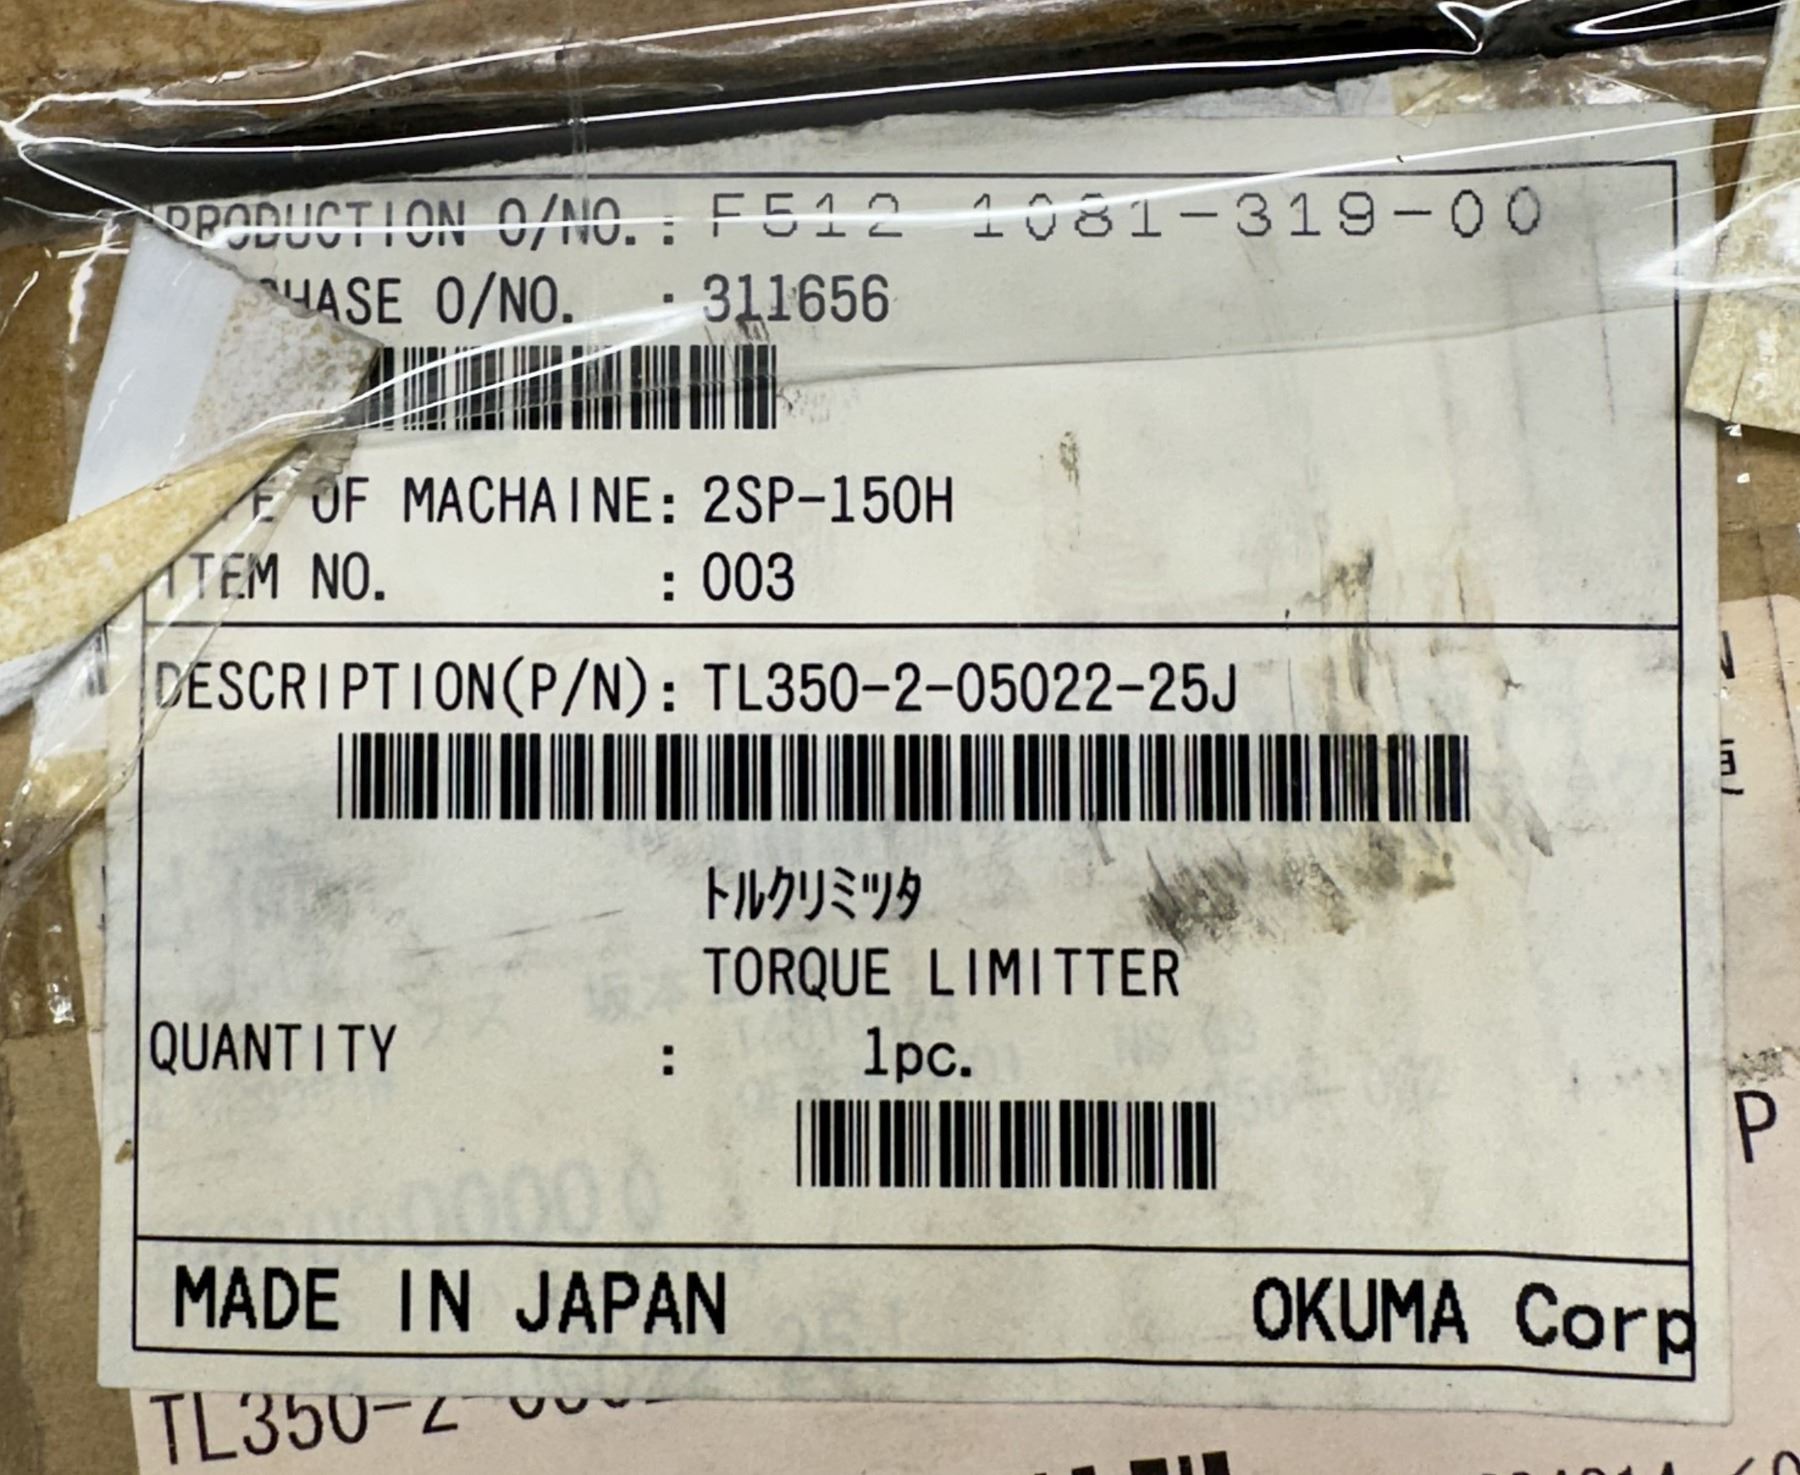 PRODUCTION O/NO. : F512 1081-319-00
CHASE O/NO. : 311656
E OF MACHAINE: 2SP-150H
ITEM NO. : 003
DESCRIPTION(P/N): TL350-2-05022-25J
トルクリミツタ
TORQUE LIMITTER
QUANTITY : 1pc.
P
MADE IN JAPAN OKUMA Corp
TL350-2-